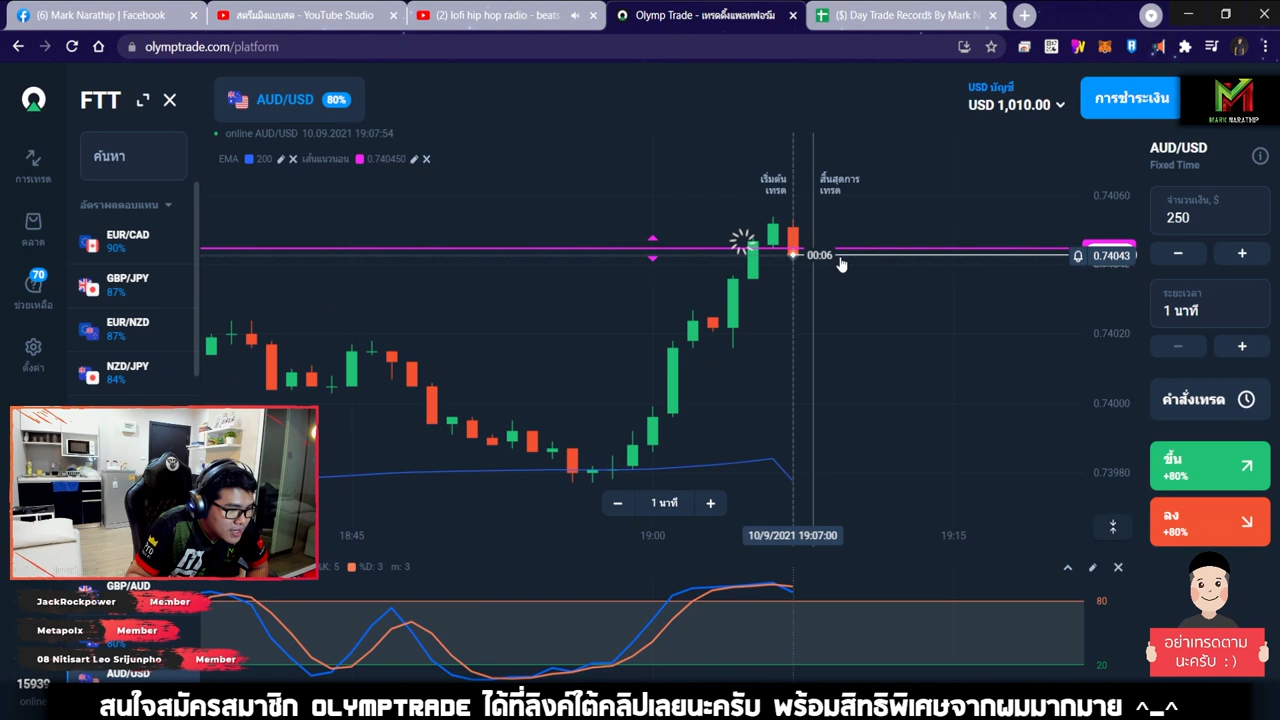 (6) Mark Narathip | Facebook
สตรีมมิงแบบสด - YouTube Studio
(2) lofi hip hop radio - beats
Olymp Trade - เทรดดิ้งแพลทฟอร์ม
($) Day Trade Records By Mark N
olymptrade.com/platform
FTT
AUD/USD 80%
USD บัญชี
USD 1,010.00
การชำระเงิน
MARK NARATHIP
online AUD/USD 10.09.2021 19:07:54
EMA 200 เส้นแนวนอน 0.740450
ค้นหา
อัตราผลตอบแทน
EUR/CAD
90%
GBP/JPY
87%
EUR/NZD
87%
NZD/JPY
84%
การเทรด
ตลาด
70
ช่วยเหลือ
ตั้งค่า
เริ่มต้น
เทรด
สิ้นสุดการ
เทรด
00:06
0.74060
0.74043
0.74020
0.74000
0.73980
AUD/USD
Fixed Time
จำนวนเงิน, $
250
ระยะเวลา
1 นาที
คำสั่งเทรด
ขึ้น
+80%
ลง
+80%
1 นาที
18:45
19:00
10/9/2021 19:07:00
19:15
%K: 5 %D: 3 m: 3
80
20
GBP/AUD
JackRockpower Member
Metapolx Member
80%
08 Nitisart Leo Srijunpho Member
AUD/USD
15939
online
อย่าเทรดตาม
นะครับ : )
สนใจสมัครสมาชิก OLYMPTRADE ได้ที่ลิงค์ใต้คลิปเลยนะครับ พร้อมสิทธิพิเศษจากผมมากมาย ^_^